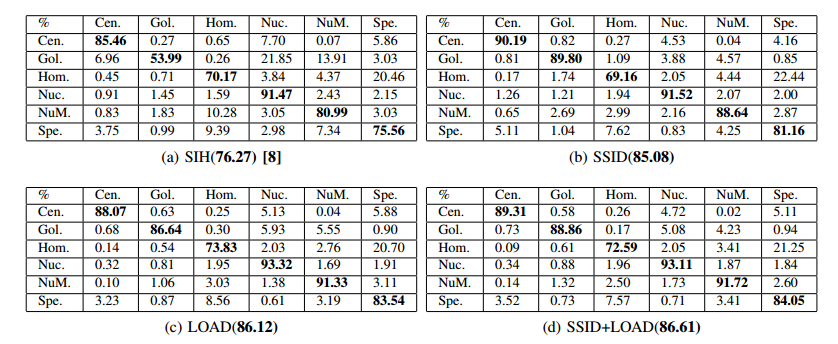 % Cen. Gol. Hom. Nuc. NuM. Spe.
Cen. 85.46 0.27 0.65 7.70 0.07 5.86
Gol. 6.96 53.99 0.26 21.85 13.91 3.03
Hom. 0.45 0.71 70.17 3.84 4.37 20.46
Nuc. 0.91 1.45 1.59 91.47 2.43 2.15
NuM. 0.83 1.83 10.28 3.05 80.99 3.03
Spe. 3.75 0.99 9.39 2.98 7.34 75.56
(a) SIH(76.27) [8]
% Cen. Gol. Hom. Nuc. NuM. Spe.
Cen. 90.19 0.82 0.27 4.53 0.04 4.16
Gol. 0.81 89.80 1.09 3.88 4.57 0.85
Hom. 0.17 1.74 69.16 2.05 4.44 22.44
Nuc. 1.26 1.21 1.94 91.52 2.07 2.00
NuM. 0.65 2.69 2.99 2.16 88.64 2.87
Spe. 5.11 1.04 7.62 0.83 4.25 81.16
(b) SSID(85.08)
% Cen. Gol. Hom. Nuc. NuM. Spe.
Cen. 88.07 0.63 0.25 5.13 0.04 5.88
Gol. 0.68 86.64 0.30 5.93 5.55 0.90
Hom. 0.14 0.54 73.83 2.03 2.76 20.70
Nuc. 0.32 0.81 1.95 93.32 1.69 1.91
NuM. 0.10 1.06 3.03 1.38 91.33 3.11
Spe. 3.23 0.87 8.56 0.61 3.19 83.54
(c) LOAD(86.12)
% Cen. Gol. Hom. Nuc. NuM. Spe.
Cen. 89.31 0.58 0.26 4.72 0.02 5.11
Gol. 0.73 88.86 0.17 5.08 4.23 0.94
Hom. 0.09 0.61 72.59 2.05 3.41 21.25
Nuc. 0.34 0.88 1.96 93.11 1.87 1.84
NuM. 0.14 1.32 2.50 1.73 91.72 2.60
Spe. 3.52 0.73 7.57 0.71 3.41 84.05
(d) SSID+LOAD(86.61)